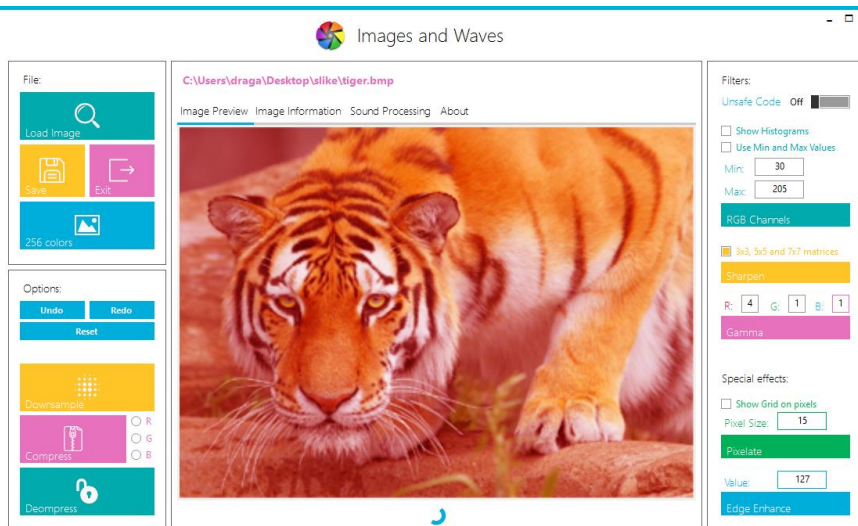 Images and Waves
File:
Load Image
Save
Exit
256 colors
Options:
Undo
Redo
Reset
Downsample
Compress
R
G
B
Deompress
C:\Users\draga\Desktop\slike\tiger.bmp
Image Preview Image Information Sound Processing About
Filters:
Unsafe Code Off
Show Histograms
Use Min and Max Values
Min: 30
Max: 205
RGB Channels
3x3, 5x5 and 7x7 matrices
Sharpen
R: 4 G: 1 B: 1
Gamma
Special effects:
Show Grid on pixels
Pixel Size: 15
Pixelate
Value: 127
Edge Enhance